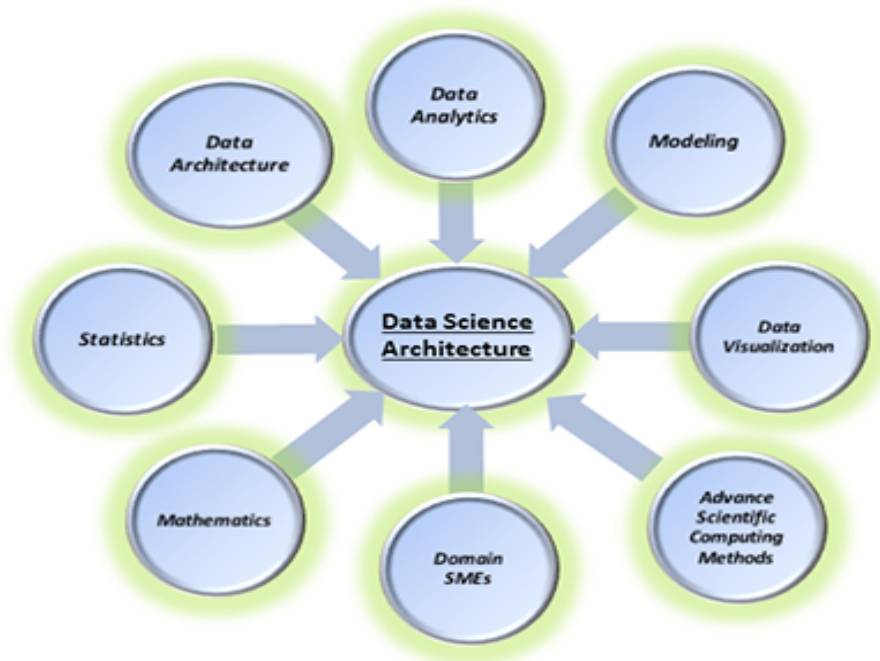 Data
Analytics
Modeling
Data
Architecture
Data Science
Architecture
Statistics
Data
Visualization
Mathematics
Domain
SMEs
Advance
Scientific
Computing
Methods